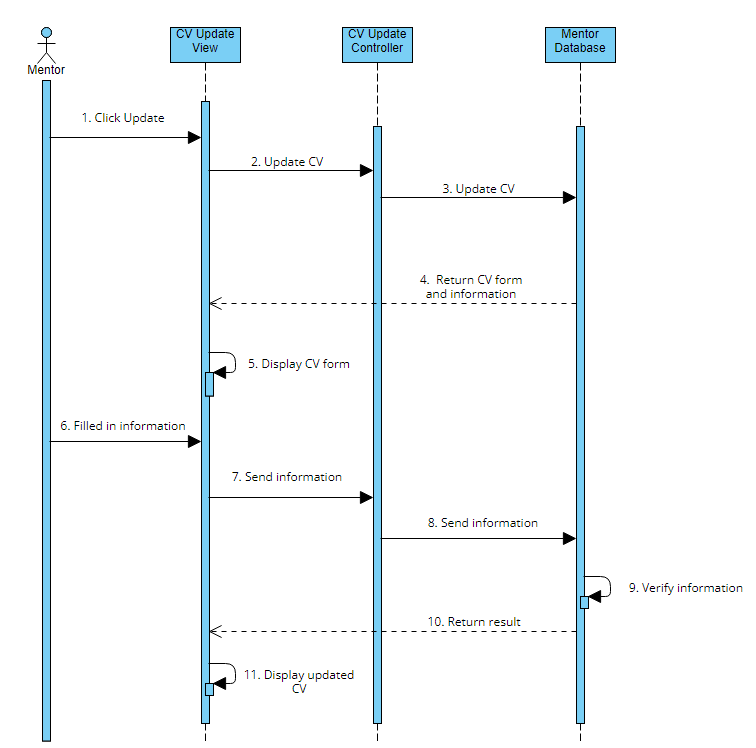 CV Update
View
CV Update
Controller
Mentor
Database
Mentor
1. Click Update
2. Update CV
3. Update CV
4.  Return CV form
and information
5. Display CV form
6. Filled in information
7. Send information
8. Send information
9. Verify information
10. Return result
11. Display updated
CV